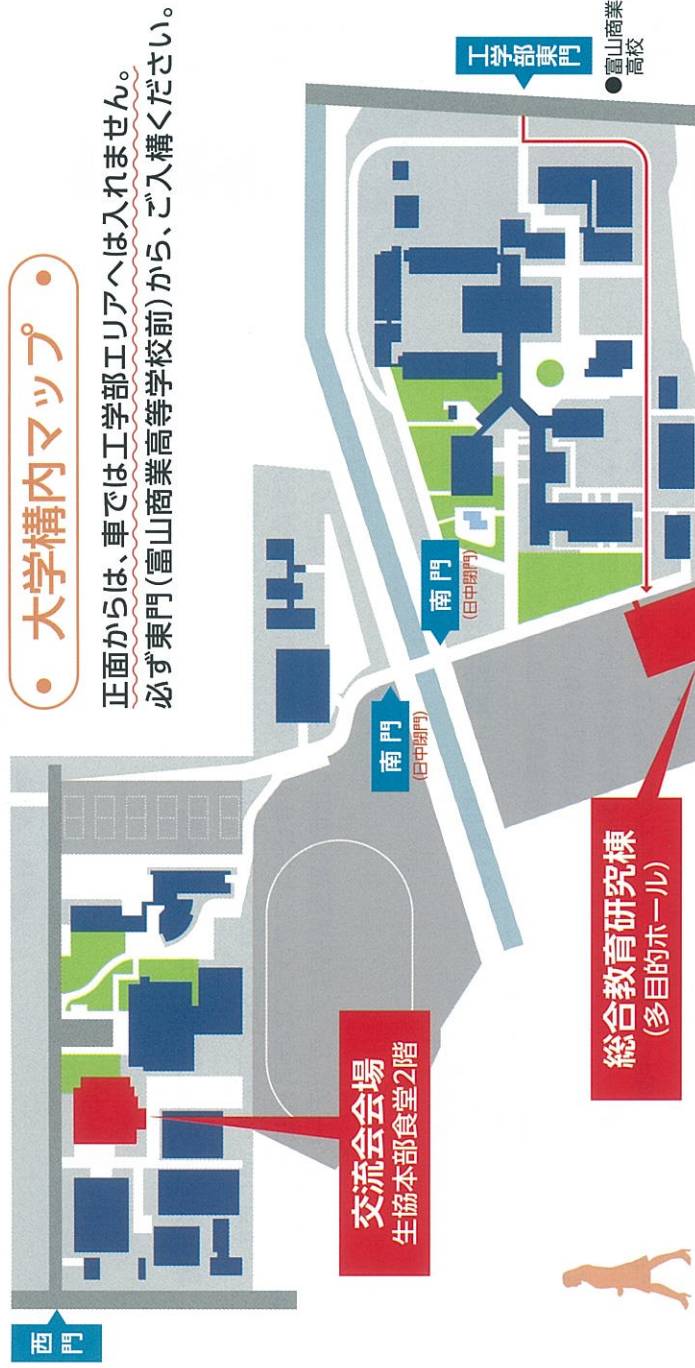 大学構内マップ
正面からは、車では工学部エリアへは入れません。
必ず東門(富山商業高等学校前)から、ご入構ください。
西門
交流会会場
生協本部食堂2階
南門
(日中閉門)
南門
(日中閉門)
総合教育研究棟
(多目的ホール)
工学部東門
●富山商業
高校